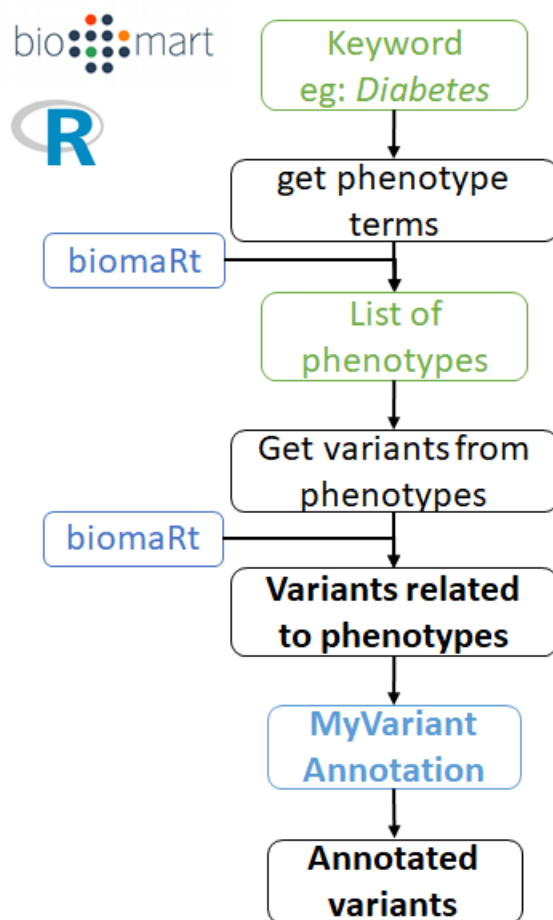 bio mart
R
Keyword
eg: Diabetes
get phenotype
terms
biomaRt
List of
phenotypes
Get variants from
phenotypes
biomaRt
Variants related
to phenotypes
MyVariant
Annotation
Annotated
variants